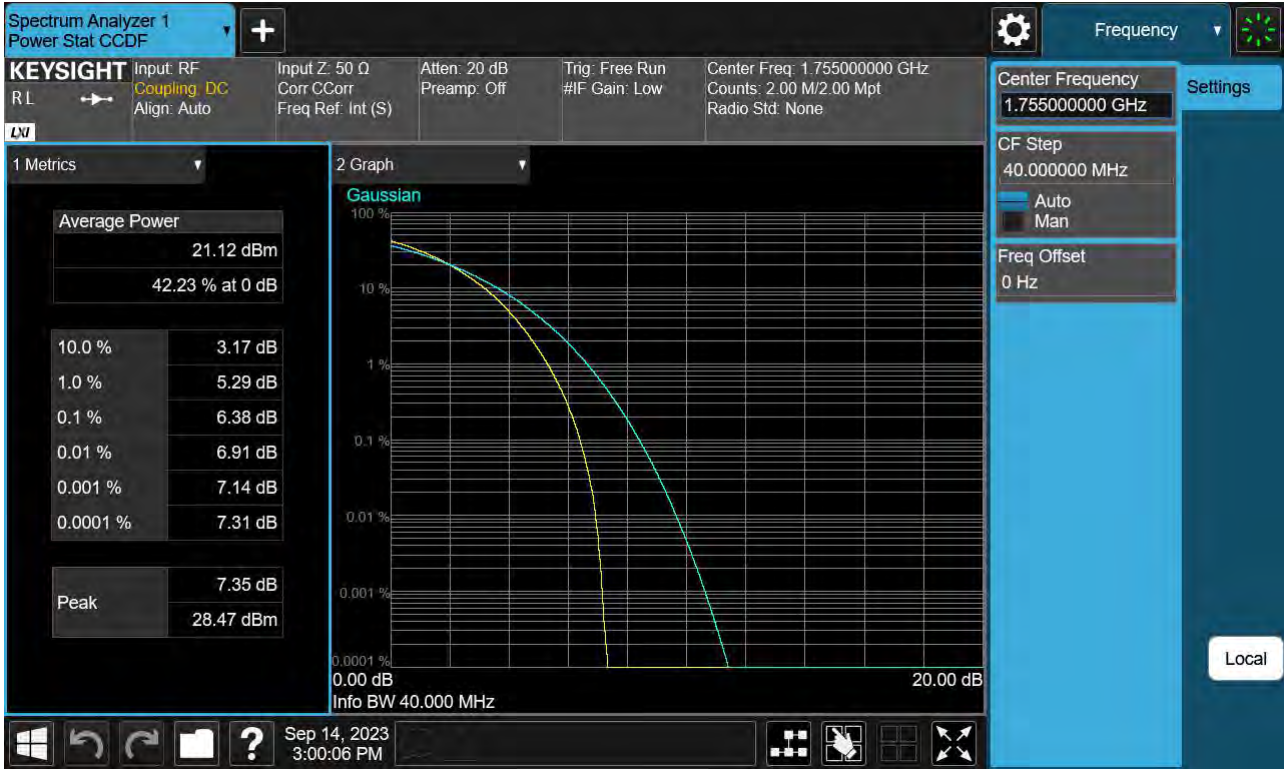 Spectrum Analyzer 1
Power Stat CCDF
Frequency
KEYSIGHT
RL
LXI
Input: RF
Coupling: DC
Align: Auto
Input Z: 50 Ω
Corr CCorr
Freq Ref: Int (S)
Atten: 20 dB
Preamp: Off
Trig: Free Run
#IF Gain: Low
Center Freq: 1.755000000 GHz
Counts: 2.00 M/2.00 Mpt
Radio Std: None
Center Frequency
1.755000000 GHz
Settings
CF Step
40.000000 MHz
Auto
Man
Freq Offset
0 Hz
Local
1 Metrics
Average Power
21.12 dBm
42.23 % at 0 dB
10.0 % 3.17 dB
1.0 % 5.29 dB
0.1 % 6.38 dB
0.01 % 6.91 dB
0.001 % 7.14 dB
0.0001 % 7.31 dB
Peak
7.35 dB
28.47 dBm
2 Graph
Gaussian
100 %
10 %
1 %
0.1 %
0.01 %
0.001 %
0.0001 %
0.00 dB 20.00 dB
Info BW 40.000 MHz
?
Sep 14, 2023
3:00:06 PM